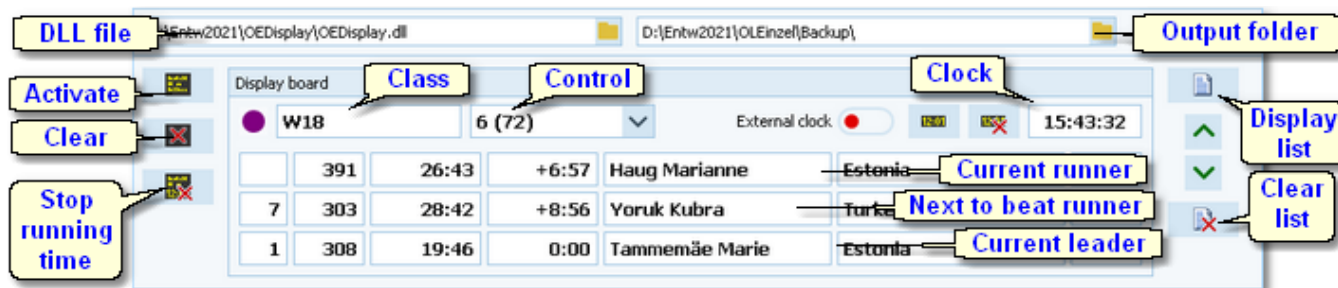 DLL file
Entw2021\OEDisplay\OEDisplay.dll
D:\Entw2021\OLEinzel\Backup\
Output folder
Activate
Display board
Class
Control
Clock
W18
6 (72)
External clock
15:43:32
Display list
Clear
391 26:43 +6:57 Haug Marianne Estonia
Current runner
7 303 28:42 +8:56 Yoruk Kubra
Next to beat runner
1 308 19:46 0:00 Tammemäe Marie Estonia
Current leader
Stop
running
time
Clear
list